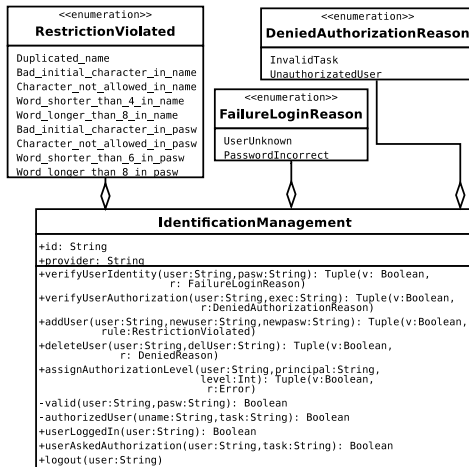 <<enumeration>>
RestrictionViolated
Duplicated_name
Bad_initial_character_in_name
Character_not_allowed_in_name
Word_shorter_than_4_in_name
Word_longer_than_8_in_name
Bad_initial_character_in_pasw
Character_not_allowed_in_pasw
Word_shorter_than_6_in_pasw
Word_longer_than_8_in_pasw
<<enumeration>>
DeniedAuthorizationReason
InvalidTask
UnauthorizatedUser
<<enumeration>>
FailureLoginReason
UserUnknown
PasswordIncorrect
IdentificationManagement
+id: String
+provider: String
+verifyUserIdentity(user:String,pasw:String): Tuple(v: Boolean,
r: FailureLoginReason)
+verifyUserAuthorization(user:String,exec:String): Tuple(v:Boolean,
r:DeniedAuthorizationReason)
+addUser(user:String,newuser:String,newpasw:String): Tuple(v:Boolean,
rule:RestrictionViolated)
+deleteUser(user:String,delUser:String): Tuple(v:Boolean,
r: DeniedReason)
+assignAuthorizationLevel(user:String,principal:String,
level:Int): Tuple(v:Boolean,
r:Error)
-valid(user:String,pasw:String): Boolean
-authorizedUser(uname:String,task:String): Boolean
+userLoggedIn(user:String): Boolean
+userAskedAuthorization(user:String,task:String): Boolean
+logout(user:String)